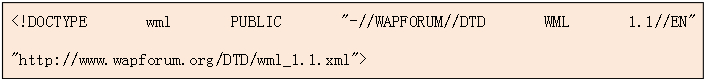 <!DOCTYPE wml PUBLIC "-//WAPFORUM//DTD WML 1.1//EN"
"http://www.wapforum.org/DTD/wml_1.1.xml">